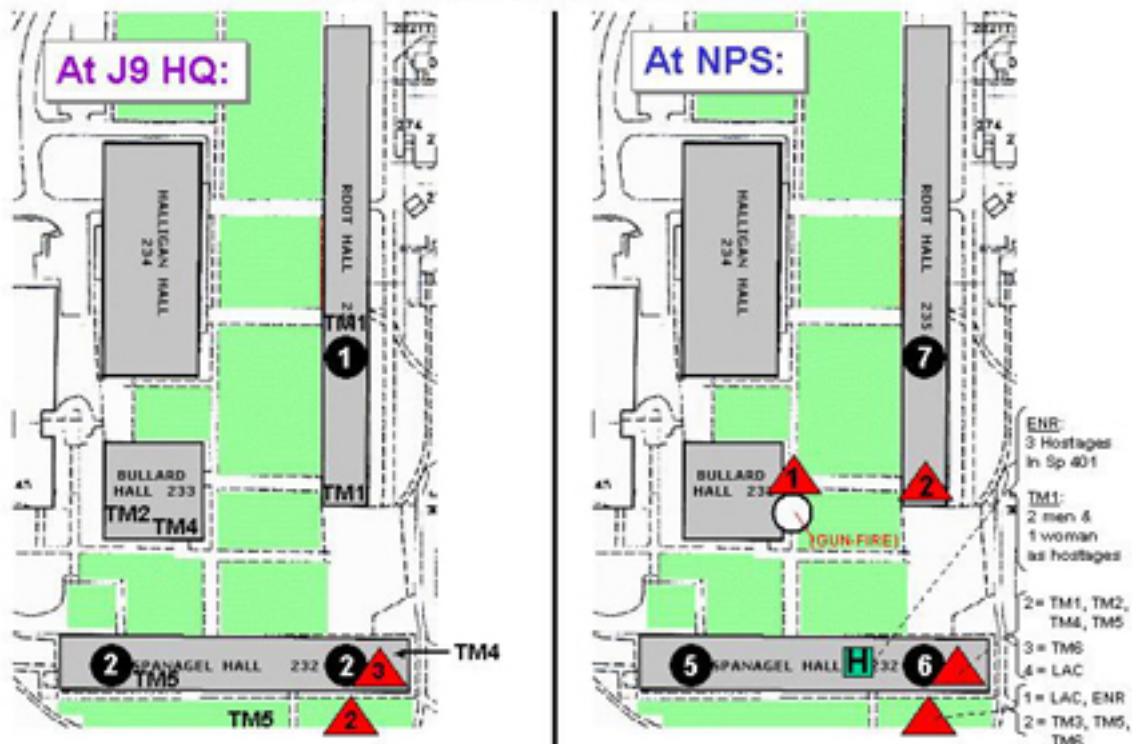 At J9 HQ:
HALLIGAN HALL
234
ROOT HALL
TM1
1
BULLARD
HALL 233
TM2
TM4
TM1
2
SPANAGEL HALL 232
TM5
2
3
TM4
TM5
2
At NPS:
274
HALLIGAN HALL
234
ROOT HALL 235
7
BULLARD
HALL
1
2
(GUN-FIRE)
5
SPANAGEL HALL 232
H
6
ENR:
3 Hostages
In Sp 401
TM1:
2 men &
1 woman
as hostages
2= TM1, TM2,
TM4, TM5
3= TM6
4= LAC
1= LAC, ENR
2= TM3, TM5,
TM6